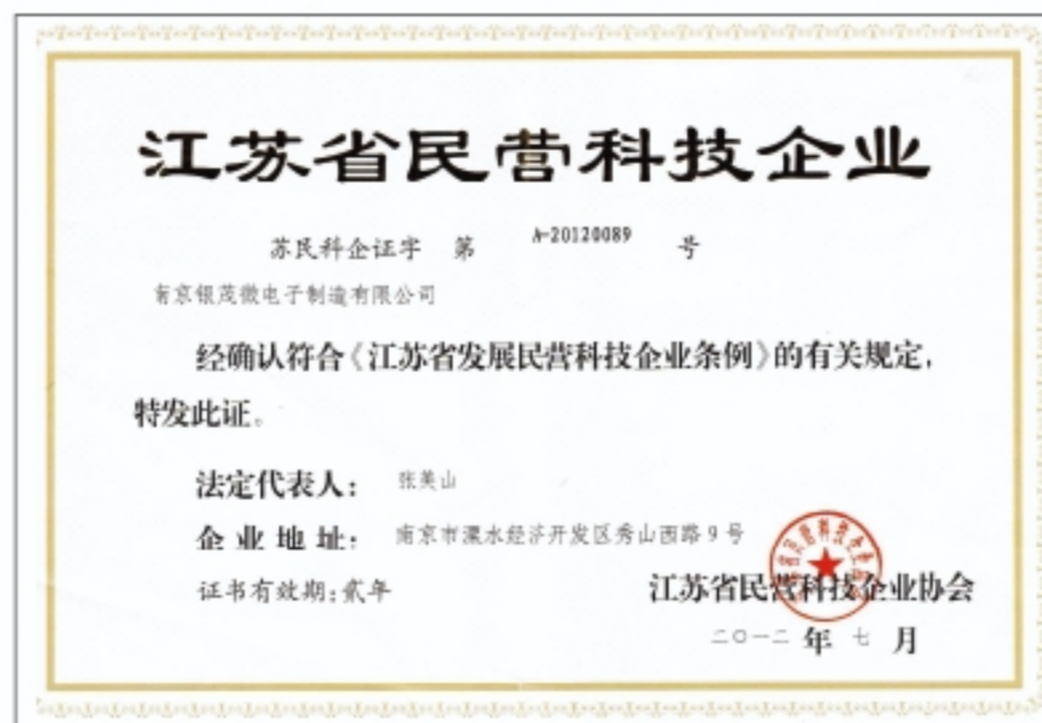 江苏省民营科技企业
苏民科企证字 第 A-20120089 号
南京银茂微电子制造有限公司
经确认符合《江苏省发展民营科技企业条例》的有关规定,
特发此证。
法定代表人: 张美山
企业地址: 南京市溧水经济开发区秀山西路9号
证书有效期:贰年
江苏省民营科技企业协会
二〇一二 年 七 月